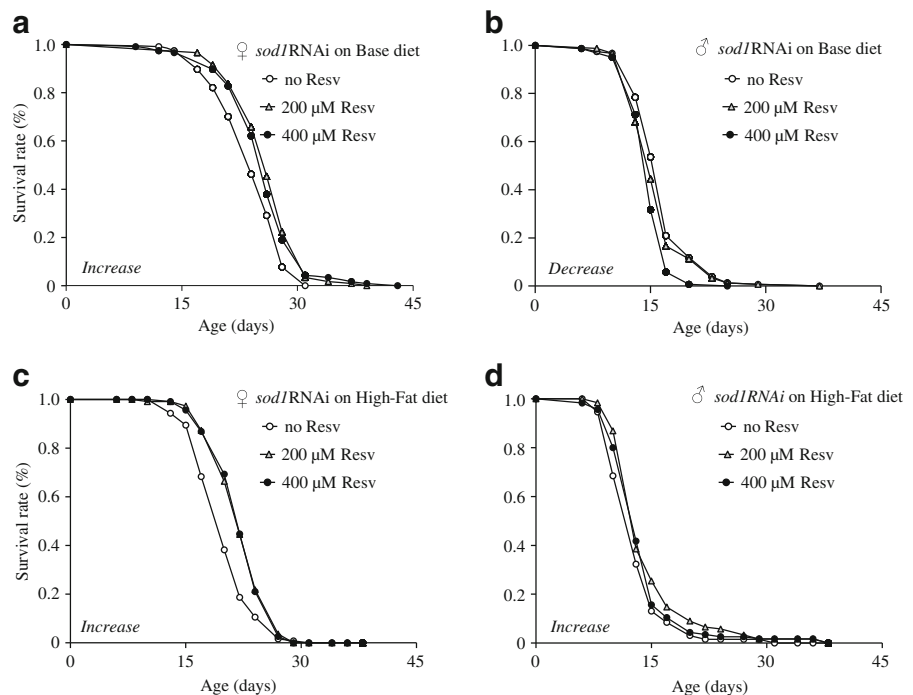 a
♀ sod1RNAi on Base diet
no Resv
200 μM Resv
400 μM Resv
Survival rate (%)
1.0
0.8
0.6
0.4
0.2
0
Increase
0 15 30 45
Age (days)
b
♂ sod1RNAi on Base diet
no Resv
200 μM Resv
400 μM Resv
1.0
0.8
0.6
0.4
0.2
0
Decrease
0 15 30 45
Age (days)
c
♀ sod1RNAi on High-Fat diet
no Resv
200 μM Resv
400 μM Resv
Survival rate (%)
1.0
0.8
0.6
0.4
0.2
0
Increase
0 15 30 45
Age (days)
d
♂ sod1RNAi on High-Fat diet
no Resv
200 μM Resv
400 μM Resv
1.0
0.8
0.6
0.4
0.2
0
Increase
0 15 30 45
Age (days)